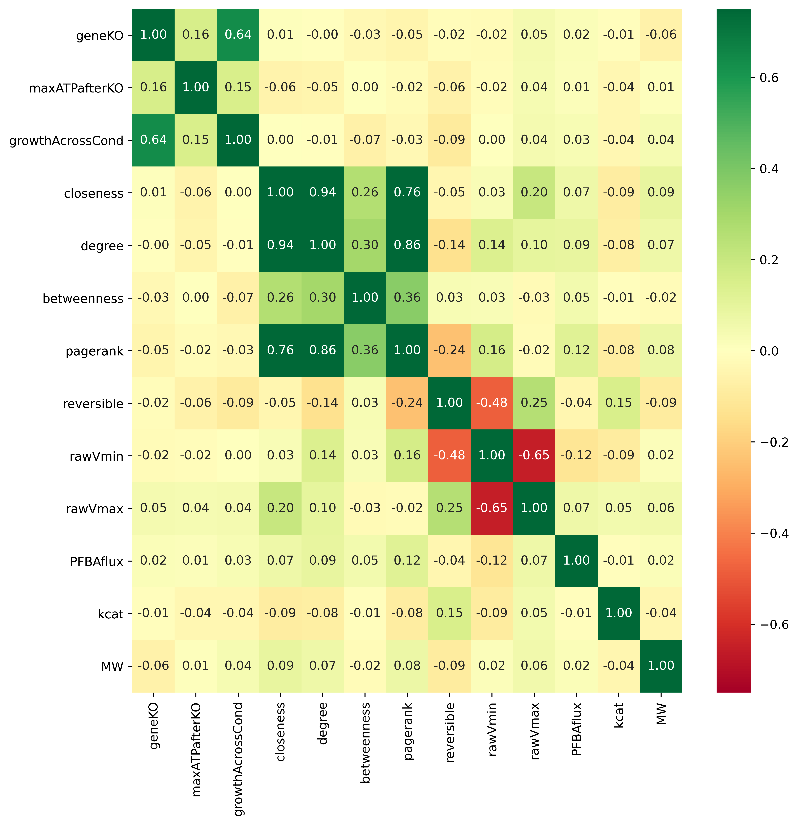 geneKO 1.00 0.16 0.64 0.01 -0.00 -0.03 -0.05 -0.02 -0.02 0.05 0.02 -0.01 -0.06
maxATPafterKO 0.16 1.00 0.15 -0.06 -0.05 0.00 -0.02 -0.06 -0.02 0.04 0.01 -0.04 0.01
growthAcrossCond 0.64 0.15 1.00 0.00 -0.01 -0.07 -0.03 -0.09 0.00 0.04 0.03 -0.04 0.04
closeness 0.01 -0.06 0.00 1.00 0.94 0.26 0.76 -0.05 0.03 0.20 0.07 -0.09 0.09
degree -0.00 -0.05 -0.01 0.94 1.00 0.30 0.86 -0.14 0.14 0.10 0.09 -0.08 0.07
betweenness -0.03 0.00 -0.07 0.26 0.30 1.00 0.36 0.03 0.03 -0.03 0.05 -0.01 -0.02
pagerank -0.05 -0.02 -0.03 0.76 0.86 0.36 1.00 -0.24 0.16 -0.02 0.12 -0.08 0.08
reversible -0.02 -0.06 -0.09 -0.05 -0.14 0.03 -0.24 1.00 -0.48 0.25 -0.04 0.15 -0.09
rawVmin -0.02 -0.02 0.00 0.03 0.14 0.03 0.16 -0.48 1.00 -0.65 -0.12 -0.09 0.02
rawVmax 0.05 0.04 0.04 0.20 0.10 -0.03 -0.02 0.25 -0.65 1.00 0.07 0.05 0.06
PFBAflux 0.02 0.01 0.03 0.07 0.09 0.05 0.12 -0.04 -0.12 0.07 1.00 -0.01 0.02
kcat -0.01 -0.04 -0.04 -0.09 -0.08 -0.01 -0.08 0.15 -0.09 0.05 -0.01 1.00 -0.04
MW -0.06 0.01 0.04 0.09 0.07 -0.02 0.08 -0.09 0.02 0.06 0.02 -0.04 1.00
geneKO
maxATPafterKO
growthAcrossCond
closeness
degree
betweenness
pagerank
reversible
rawVmin
rawVmax
PFBAflux
kcat
MW
0.6
0.4
0.2
0.0
−0.2
−0.4
−0.6